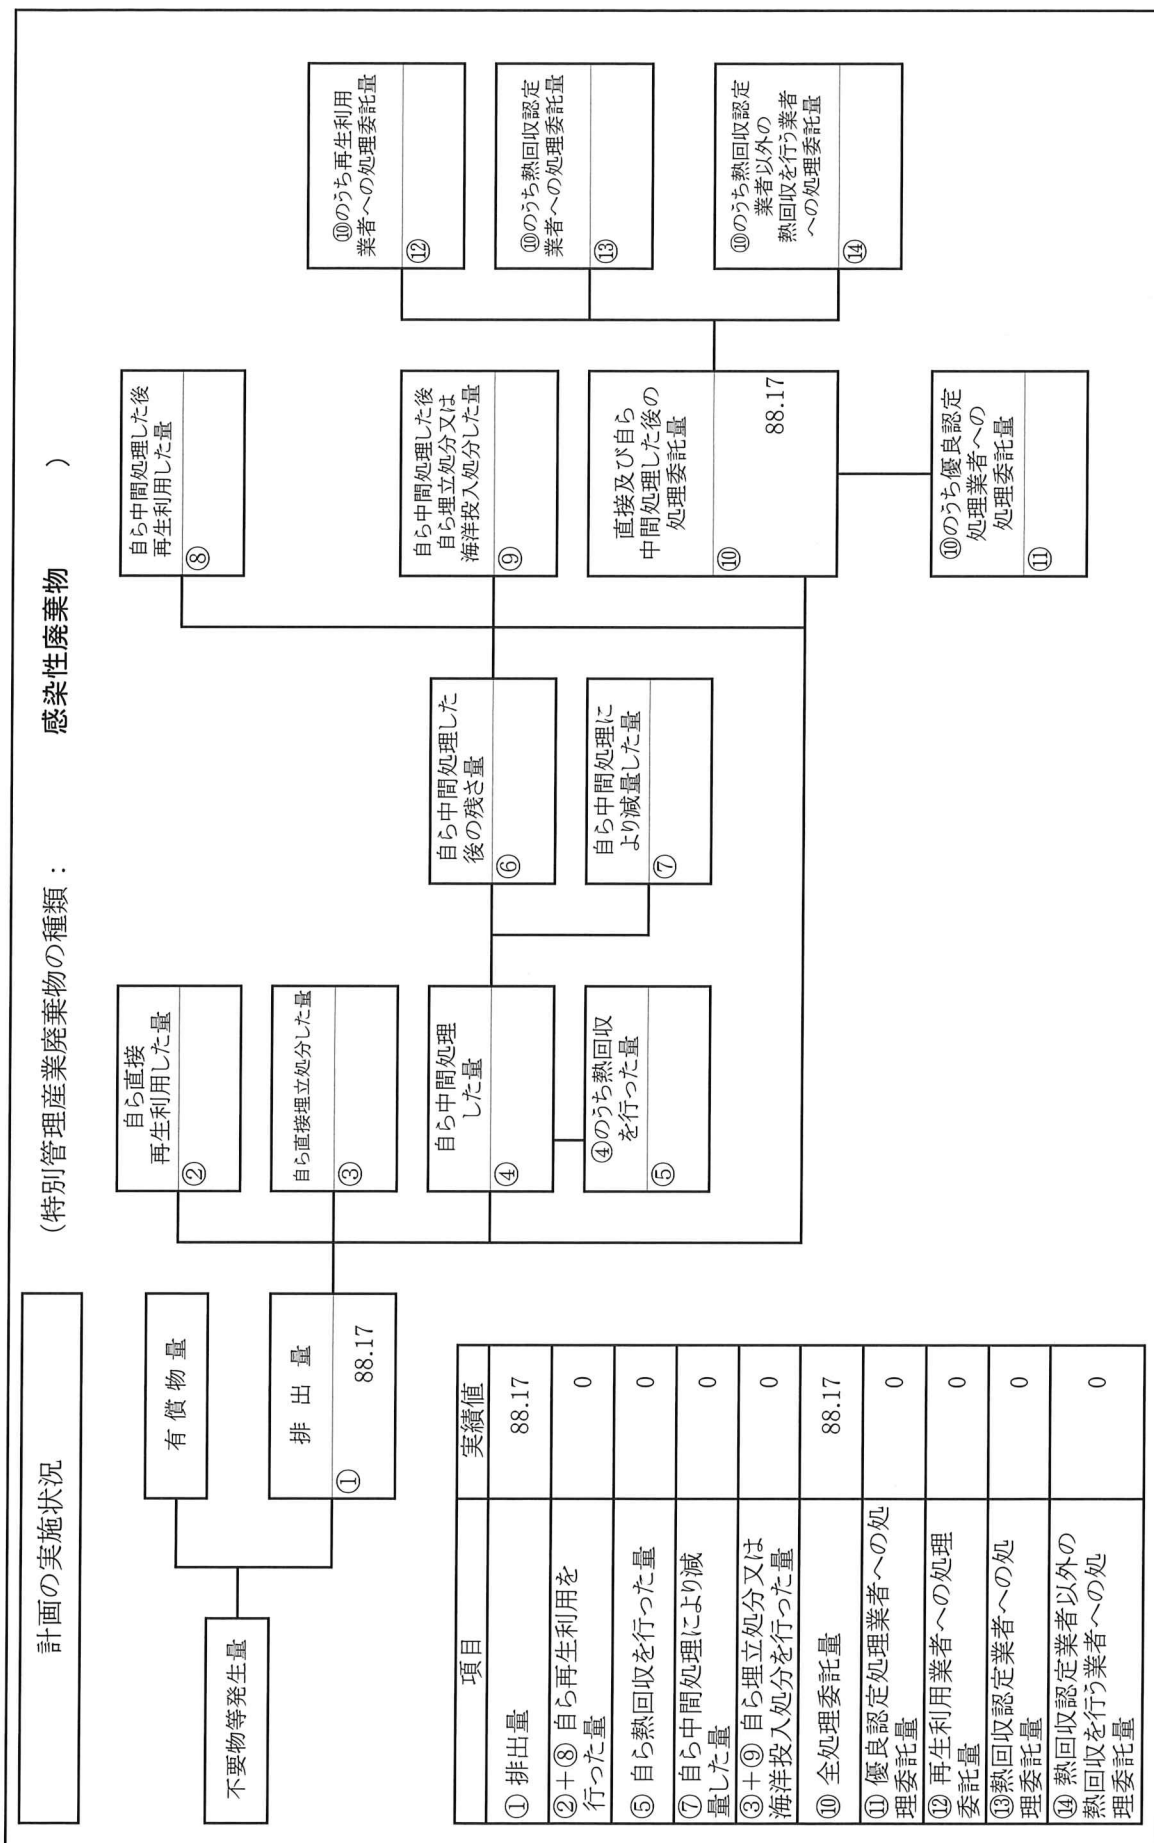 計画の実施状況
(特別管理産業廃棄物の種類： 感染性廃棄物 )
不要物等発生量
有償物量
排出量
①
88.17
自ら直接
再生利用した量
②
自ら直接埋立処分した量
③
自ら中間処理
した量
④
④のうち熱回収
を行った量
⑤
自ら中間処理した
後の残さ量
⑥
自ら中間処理に
より減量した量
⑦
自ら中間処理した後
再生利用した量
⑧
自ら中間処理した後
自ら埋立処分又は
海洋投入処分した量
⑨
直接及び自ら
中間処理した後の
処理委託量
⑩
88.17
⑩のうち優良認定
処理業者への
処理委託量
⑪
⑩のうち再生利用
業者への処理委託量
⑫
⑩のうち熱回収認定
業者への処理委託量
⑬
⑩のうち熱回収認定
業者以外の
熱回収を行う業者
への処理委託量
⑭
項目 実績値
① 排出量 88.17
②＋⑧ 自ら再生利用を
行った量 0
⑤ 自ら熱回収を行った量 0
⑦ 自ら中間処理により減
量した量 0
③＋⑨ 自ら埋立処分又は
海洋投入処分を行った量 0
⑩ 全処理委託量 88.17
⑪ 優良認定処理業者への処
理委託量 0
⑫ 再生利用業者への処理
委託量 0
⑬熱回収認定業者への処
理委託量 0
⑭ 熱回収認定業者以外の
熱回収を行う業者への処
理委託量 0